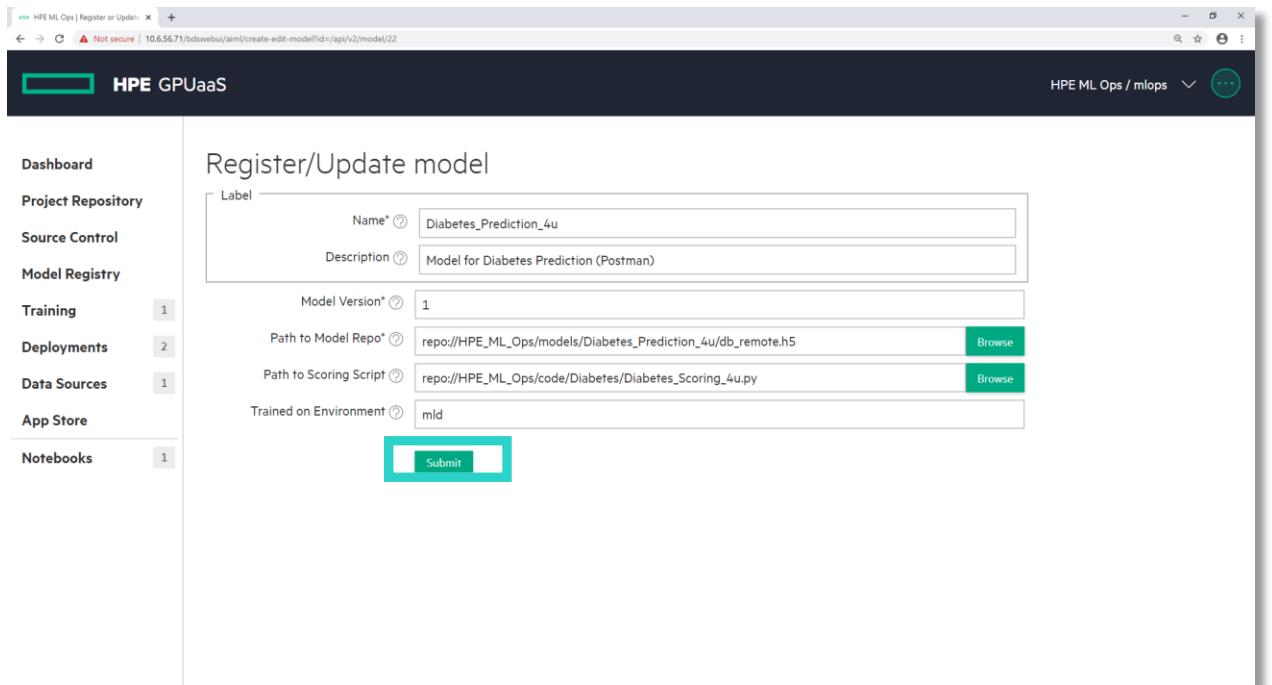 HPE ML Ops | Register or Updat
Not secure | 10.6.56.71/bdswebui/aiml/create-edit-model?id=/api/v2/model/22
HPE GPUaaS
HPE ML Ops / mlops
Dashboard
Project Repository
Source Control
Model Registry
Training 1
Deployments 2
Data Sources 1
App Store
Notebooks 1
Register/Update model
Label
Name* Diabetes_Prediction_4u
Description Model for Diabetes Prediction (Postman)
Model Version* 1
Path to Model Repo* repo://HPE_ML_Ops/models/Diabetes_Prediction_4u/db_remote.h5 Browse
Path to Scoring Script repo://HPE_ML_Ops/code/Diabetes/Diabetes_Scoring_4u.py Browse
Trained on Environment mld
Submit